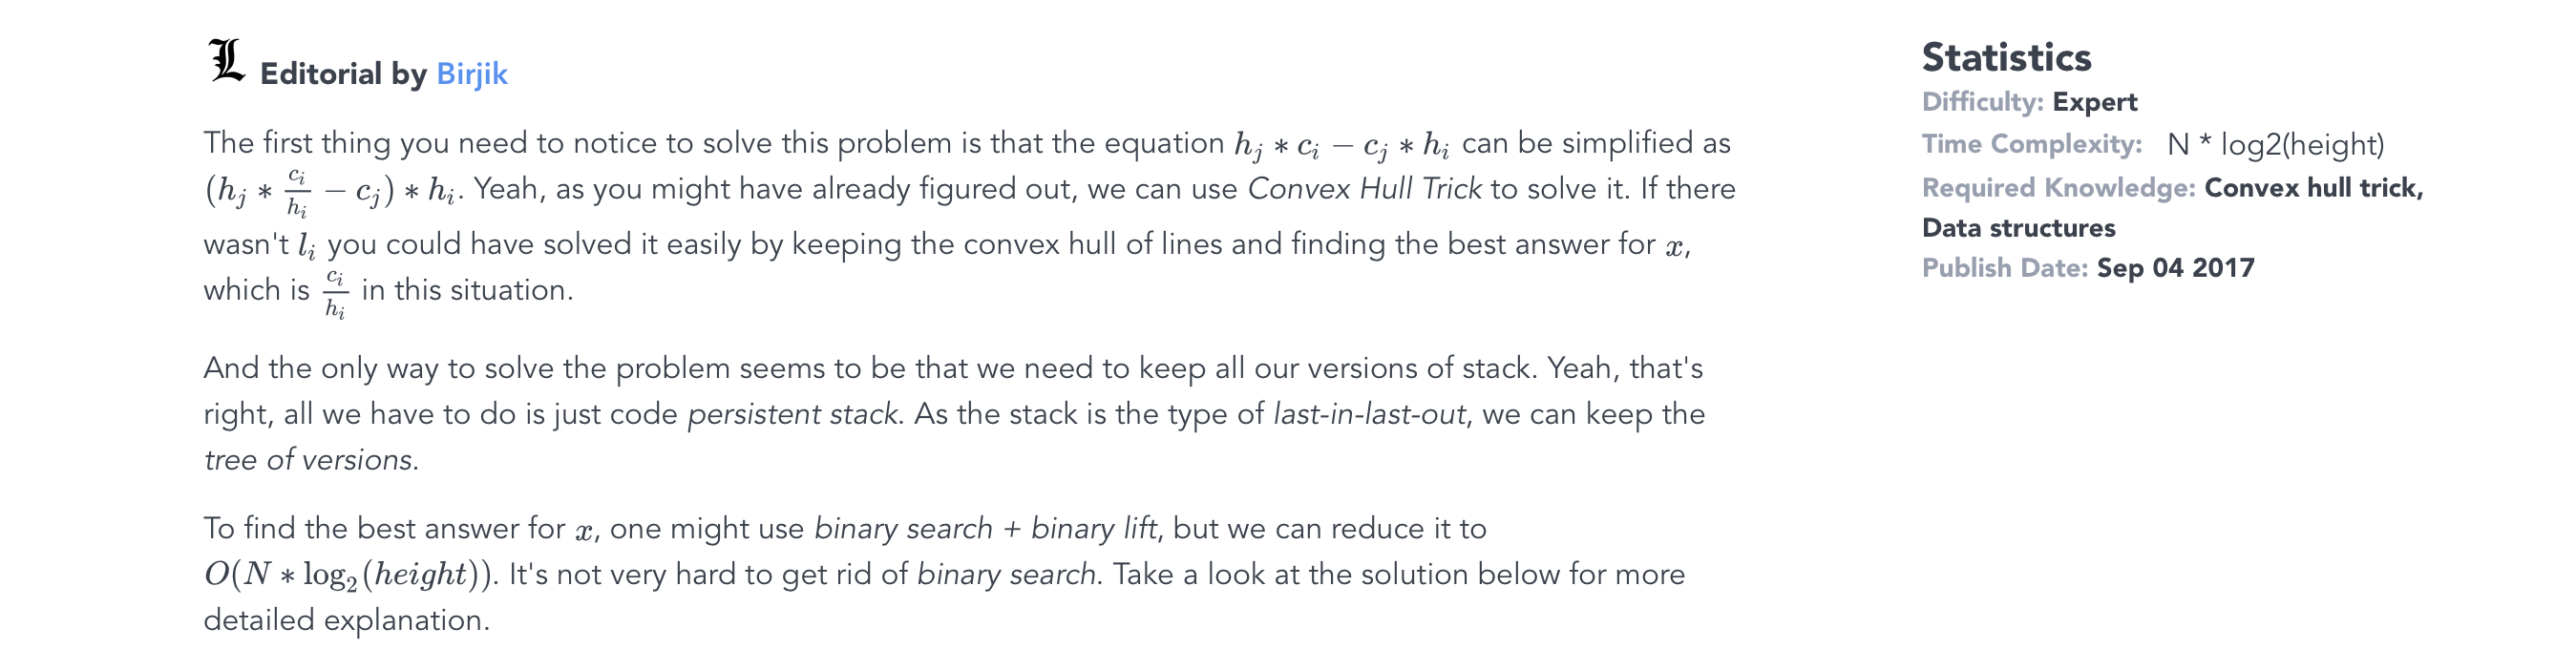 L Editorial by Birjik
The first thing you need to notice to solve this problem is that the equation $h_j * c_i - c_j * h_i$ can be simplified as
$(h_j * \frac{c_i}{h_i} - c_j) * h_i$. Yeah, as you might have already figured out, we can use Convex Hull Trick to solve it. If there
wasn't $l_i$ you could have solved it easily by keeping the convex hull of lines and finding the best answer for $x$,
which is $\frac{c_i}{h_i}$ in this situation.
And the only way to solve the problem seems to be that we need to keep all our versions of stack. Yeah, that's
right, all we have to do is just code persistent stack. As the stack is the type of last-in-last-out, we can keep the
tree of versions.
To find the best answer for $x$, one might use binary search + binary lift, but we can reduce it to
$O(N * \log_2(height))$. It's not very hard to get rid of binary search. Take a look at the solution below for more
detailed explanation.
Statistics
Difficulty: Expert
Time Complexity: N * log2(height)
Required Knowledge: Convex hull trick,
Data structures
Publish Date: Sep 04 2017